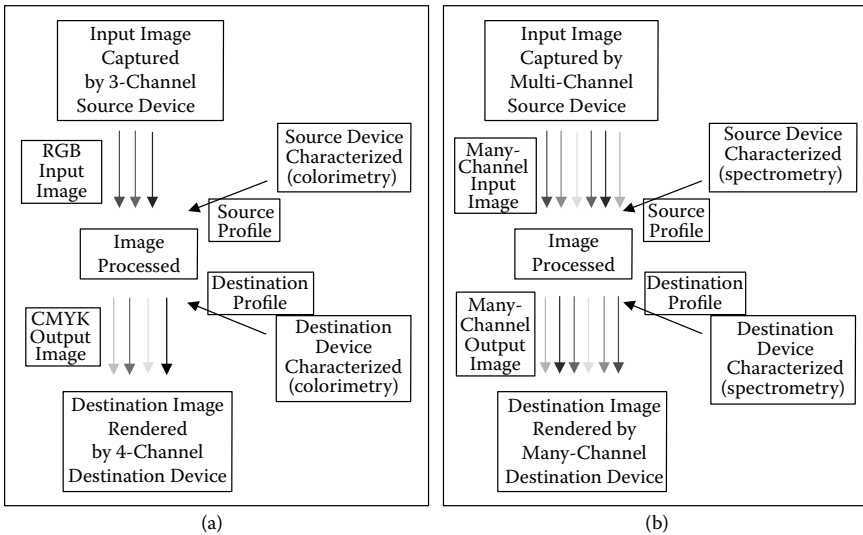 Input Image
Captured
by 3-Channel
Source Device
RGB
Input
Image
Source Device
Characterized
(colorimetry)
Source
Profile
Image
Processed
Destination
Profile
CMYK
Output
Image
Destination
Device
Characterized
(colorimetry)
Destination Image
Rendered
by 4-Channel
Destination Device
(a)
Input Image
Captured by
Multi-Channel
Source Device
Many-
Channel
Input
Image
Source Device
Characterized
(spectrometry)
Source
Profile
Image
Processed
Destination
Profile
Many-
Channel
Output
Image
Destination
Device
Characterized
(spectrometry)
Destination Image
Rendered by
Many-Channel
Destination Device
(b)